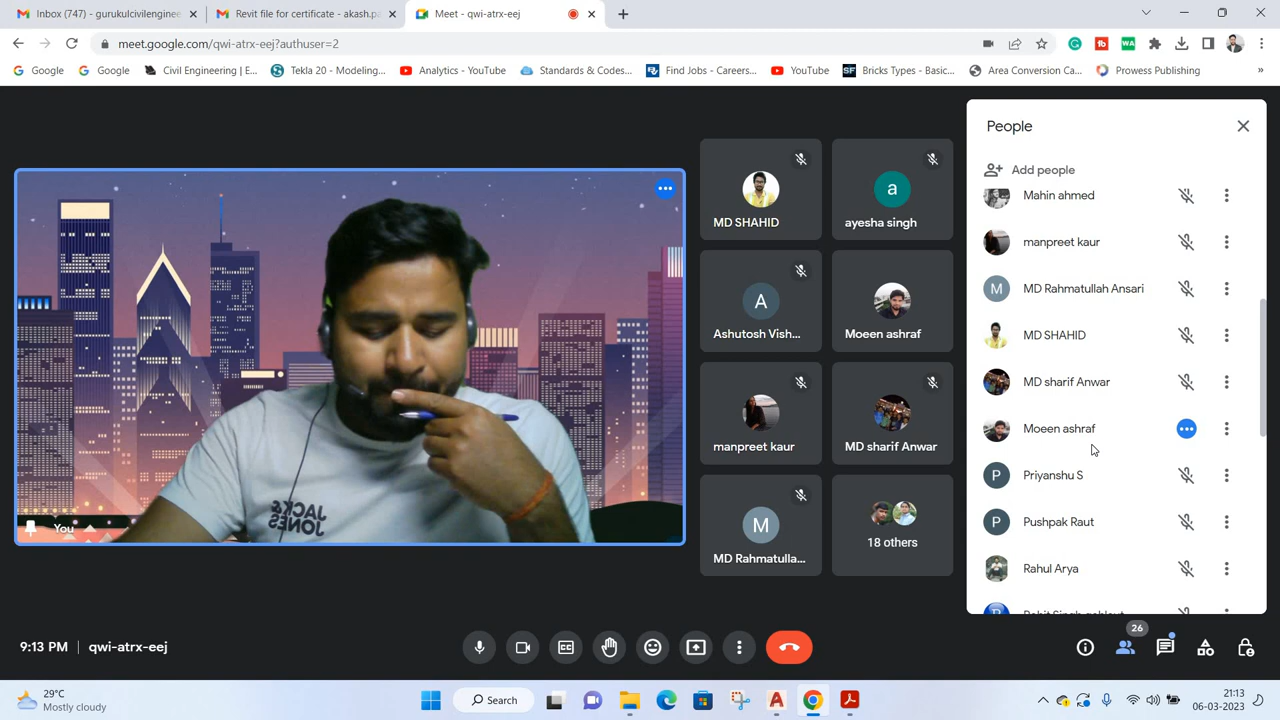 Inbox (747) - gurukulcivilenginee
Revit file for certificate - akash.pa
Meet - qwi-atrx-eej
meet.google.com/qwi-atrx-eej?authuser=2
Google
Google
Civil Engineering | E...
Tekla 20 - Modeling...
Analytics - YouTube
Standards & Codes...
Find Jobs - Careers...
YouTube
Bricks Types - Basic...
Area Conversion Ca...
Prowess Publishing
»
You
JACKS
JONES
MD SHAHID
a
ayesha singh
A
Ashutosh Vish...
Moeen ashraf
manpreet kaur
MD sharif Anwar
M
MD Rahmatulla...
18 others
People
Add people
Mahin ahmed
manpreet kaur
M
MD Rahmatullah Ansari
MD SHAHID
MD sharif Anwar
Moeen ashraf
P
Priyanshu S
P
Pushpak Raut
Rahul Arya
9:13 PM
qwi-atrx-eej
CC
26
29°C
Mostly cloudy
Search
21:13
06-03-2023